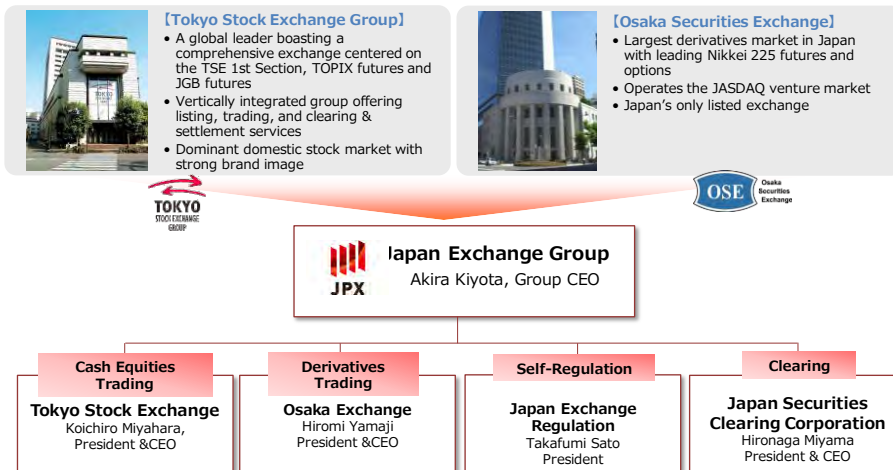 【Tokyo Stock Exchange Group】
• A global leader boasting a
comprehensive exchange centered on
the TSE 1st Section, TOPIX futures and
JGB futures
• Vertically integrated group offering
listing, trading, and clearing &
settlement services
• Dominant domestic stock market with
strong brand image
【Osaka Securities Exchange】
• Largest derivatives market in Japan
with leading Nikkei 225 futures and
options
• Operates the JASDAQ venture market
• Japan's only listed exchange
TOKYO
STOCK EXCHANGE
GROUP
OSE
Osaka
Securities
Exchange
JPX
Japan Exchange Group
Akira Kiyota, Group CEO
Cash Equities
Trading
Tokyo Stock Exchange
Koichiro Miyahara,
President &CEO
Derivatives
Trading
Osaka Exchange
Hiromi Yamaji
President &CEO
Self-Regulation
Japan Exchange
Regulation
Takafumi Sato
President
Clearing
Japan Securities
Clearing Corporation
Hironaga Miyama
President & CEO